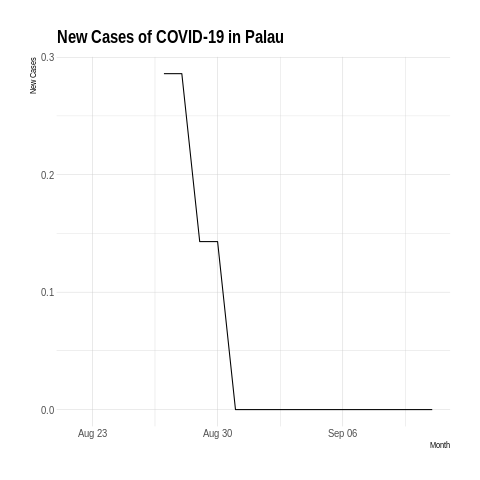 New Cases of COVID-19 in Palau
New Cases
0.3
0.2
0.1
0.0
Aug 23 Aug 30 Sep 06
Month